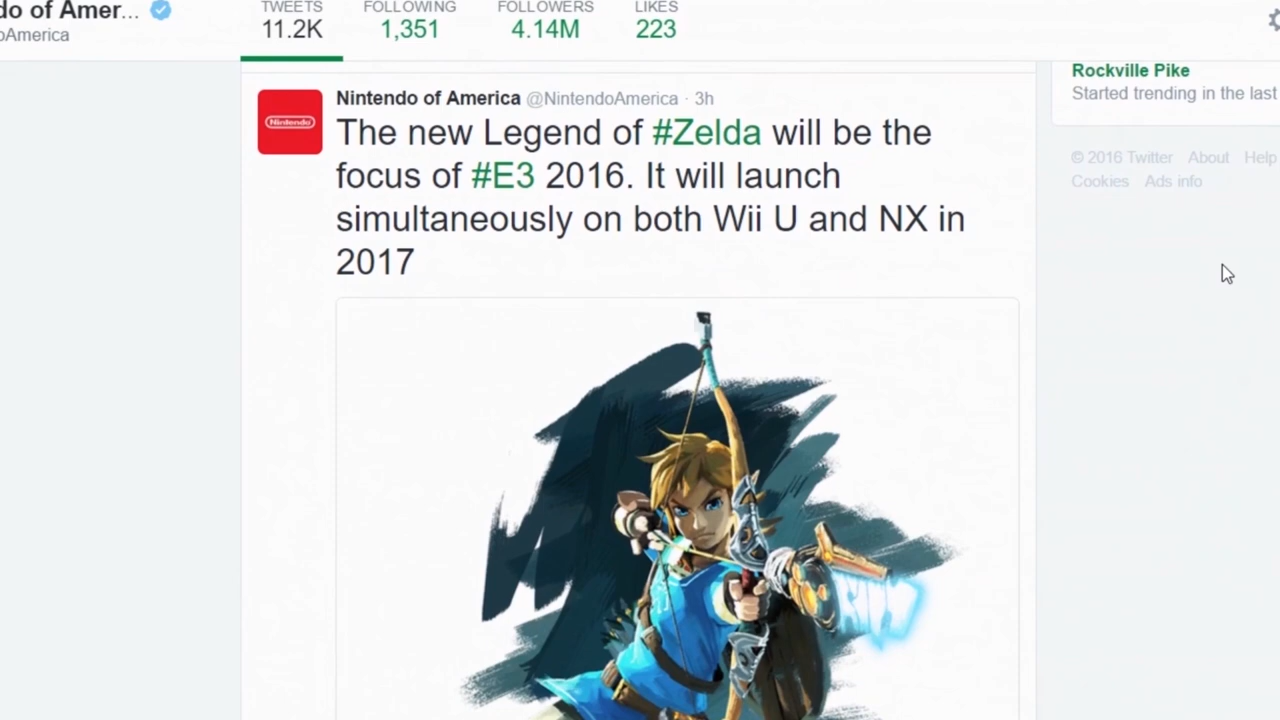 do of Amer...
oAmerica
TWEETS FOLLOWING FOLLOWERS LIKES
11.2K 1,351 4.14M 223
Nintendo of America @NintendoAmerica · 3h
Nintendo
The new Legend of #Zelda will be the
focus of #E3 2016. It will launch
simultaneously on both Wii U and NX in
2017
Rockville Pike
Started trending in the last
© 2016 Twitter About Help
Cookies Ads info